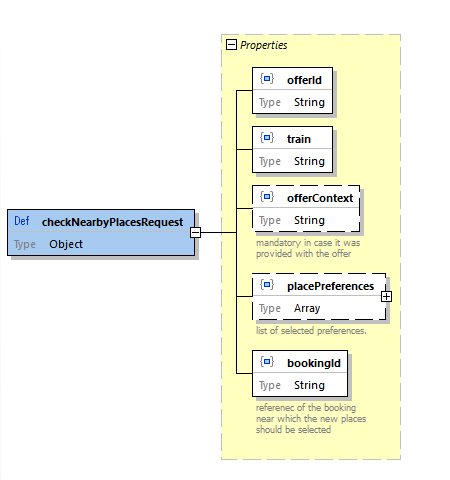 Properties
offerId
Type String
train
Type String
offerContext
Type String
mandatory in case it was
provided with the offer
Def checkNearbyPlacesRequest
Type Object
placePreferences
Type Array
list of selected preferences.
bookingId
Type String
referenec of the booking
near which the new places
should be selected